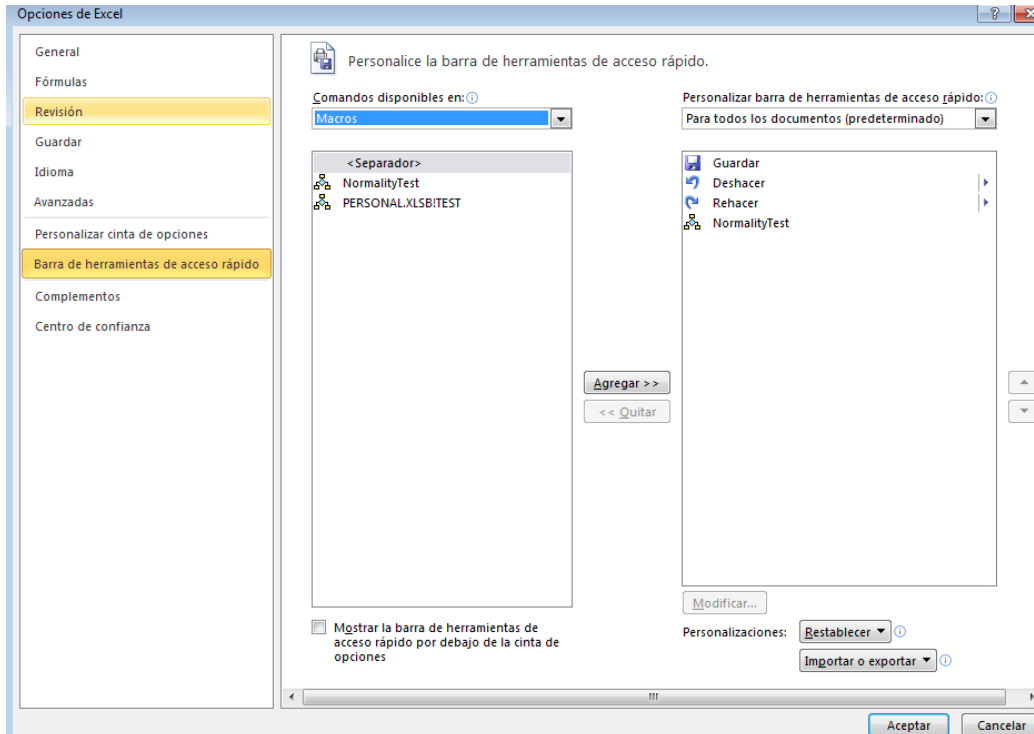 Opciones de Excel
General
Fórmulas
Revisión
Guardar
Idioma
Avanzadas
Personalizar cinta de opciones
Barra de herramientas de acceso rápido
Complementos
Centro de confianza
Personalice la barra de herramientas de acceso rápido.
Comandos disponibles en:
Macros
<Separador>
NormalityTest
PERSONAL.XLSB!TEST
Mostrar la barra de herramientas de
acceso rápido por debajo de la cinta de
opciones
Agregar >>
<< Quitar
Personalizar barra de herramientas de acceso rápido:
Para todos los documentos (predeterminado)
Guardar
Deshacer
Rehacer
NormalityTest
Modificar...
Personalizaciones:
Restablecer
Importar o exportar
Aceptar
Cancelar